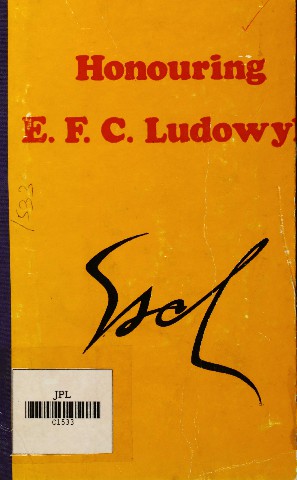 Honouring
E. F. C. Ludowy
1533
JPL
C1533